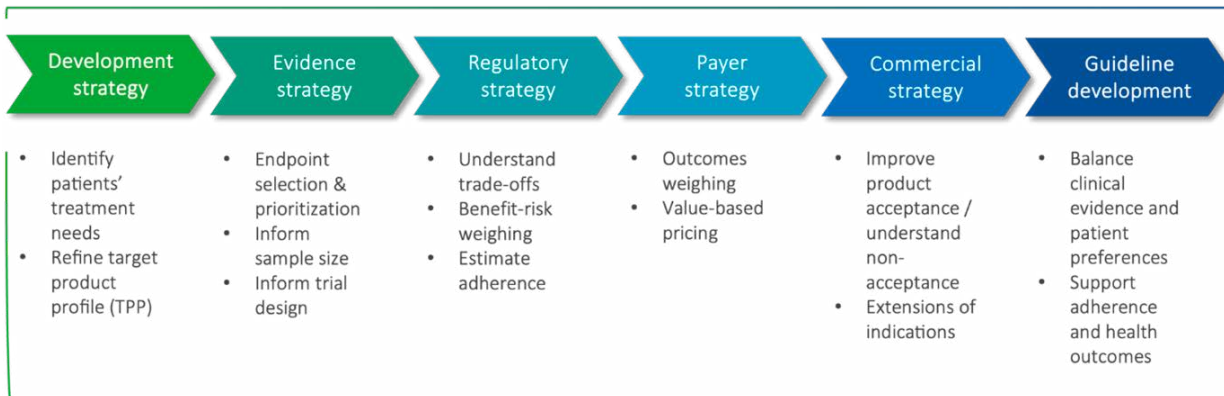 Development
strategy
Evidence
strategy
Regulatory
strategy
Payer
strategy
Commercial
strategy
Guideline
development
• Identify
patients’
treatment
needs
• Refine target
product
profile (TPP)
• Endpoint
selection &
prioritization
• Inform
sample size
• Inform trial
design
• Understand
trade-offs
• Benefit-risk
weighing
• Estimate
adherence
• Outcomes
weighing
• Value-based
pricing
• Improve
product
acceptance /
understand
non-
acceptance
• Extensions of
indications
• Balance
clinical
evidence and
patient
preferences
• Support
adherence
and health
outcomes